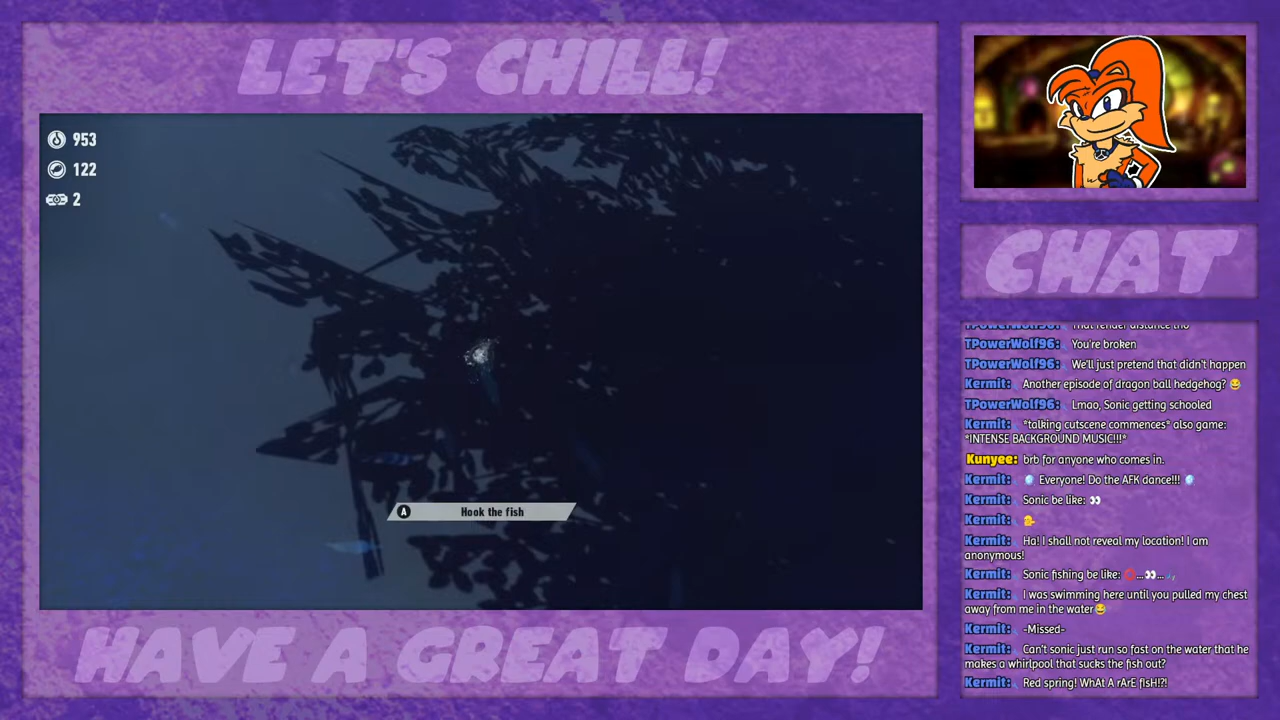 LET'S CHILL!
953
122
2
A Hook the fish
HAVE A GREAT DAY!
CHAT
TPowerWolf96: That render distance tho
TPowerWolf96: You're broken
TPowerWolf96: We'll just pretend that didn't happen
Kermit: Another episode of dragon ball hedgehog? 😂
TPowerWolf96: Lmao, Sonic getting schooled
Kermit: *talking cutscene commences* also game:
*INTENSE BACKGROUND MUSIC!!!*
Kunyee: brb for anyone who comes in.
Kermit: 🪩 Everyone! Do the AFK dance!!! 🪩
Kermit: Sonic be like: 👀
Kermit:
Kermit: Ha! I shall not reveal my location! I am
anonymous!
Kermit: Sonic fishing be like: ...👀...
Kermit: I was swimming here until you pulled my chest
away from me in the water😂
Kermit: -Missed-
Kermit: Can't sonic just run so fast on the water that he
makes a whirlpool that sucks the fish out?
Kermit: Red spring! WhAt A rArE fIsH!?!